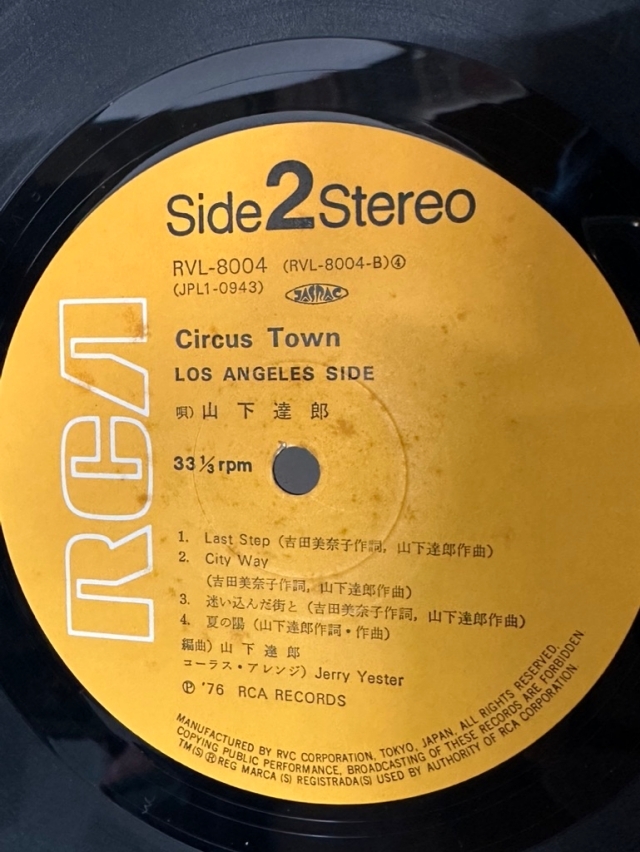 Side 2 Stereo
RVL-8004 (RVL-8004-B)④
(JPL1-0943) JASRAC
Circus Town
LOS ANGELES SIDE
唄)山下達郎
33⅓rpm
1. Last Step (吉田美奈子作詞, 山下達郎作曲)
2. City Way
(吉田美奈子作詞, 山下達郎作曲)
3. 迷い込んだ街と (吉田美奈子作詞, 山下達郎作曲)
4. 夏の陽 (山下達郎作詞・作曲)
編曲) 山下達郎
コーラス・アレンジ) Jerry Yester
Ⓟ '76 RCA RECORDS
MANUFACTURED BY RVC CORPORATION, TOKYO, JAPAN, ALL RIGHTS RESERVED.
COPYING PUBLIC PERFORMANCE, BROADCASTING OF THESE RECORDS ARE FORBIDDEN
TM(S) ® REG MARCA (S) REGISTRADA(S) USED BY AUTHORITY OF RCA CORPORATION.
RCA